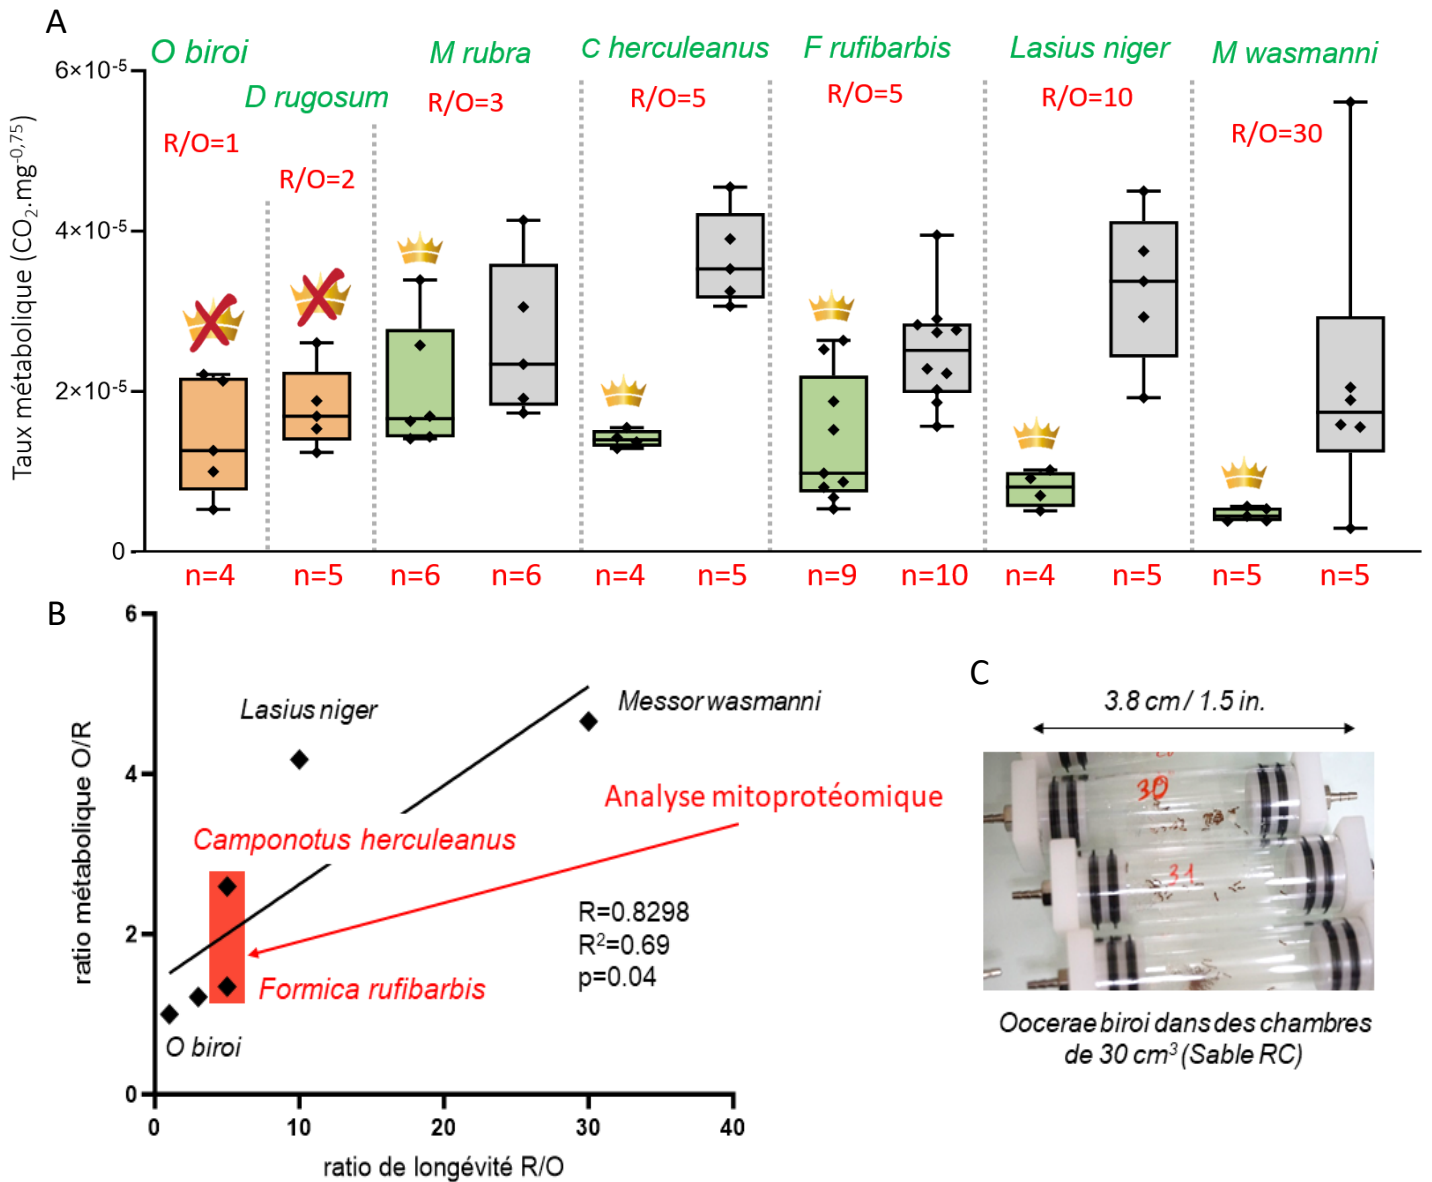 A
O biroi
D rugosum
M rubra
C herculeanus
F rufibarbis
Lasius niger
M wasmanni
R/O=1
R/O=2
R/O=3
R/O=5
R/O=5
R/O=10
R/O=30
Taux métabolique (CO₂.mg⁻⁰,⁷⁵)
6×10⁻⁵
4×10⁻⁵
2×10⁻⁵
0
n=4
n=5
n=6
n=6
n=4
n=5
n=9
n=10
n=4
n=5
n=5
n=5
B
ratio métabolique O/R
6
4
2
0
0
10
20
30
40
ratio de longévité R/O
Lasius niger
Messor wasmanni
Camponotus herculeanus
Analyse mitoprotéomique
Formica rufibarbis
O biroi
R=0.8298
R²=0.69
p=0.04
C
3.8 cm / 1.5 in.
30
31
Oocerae biroi dans des chambres
de 30 cm³ (Sable RC)